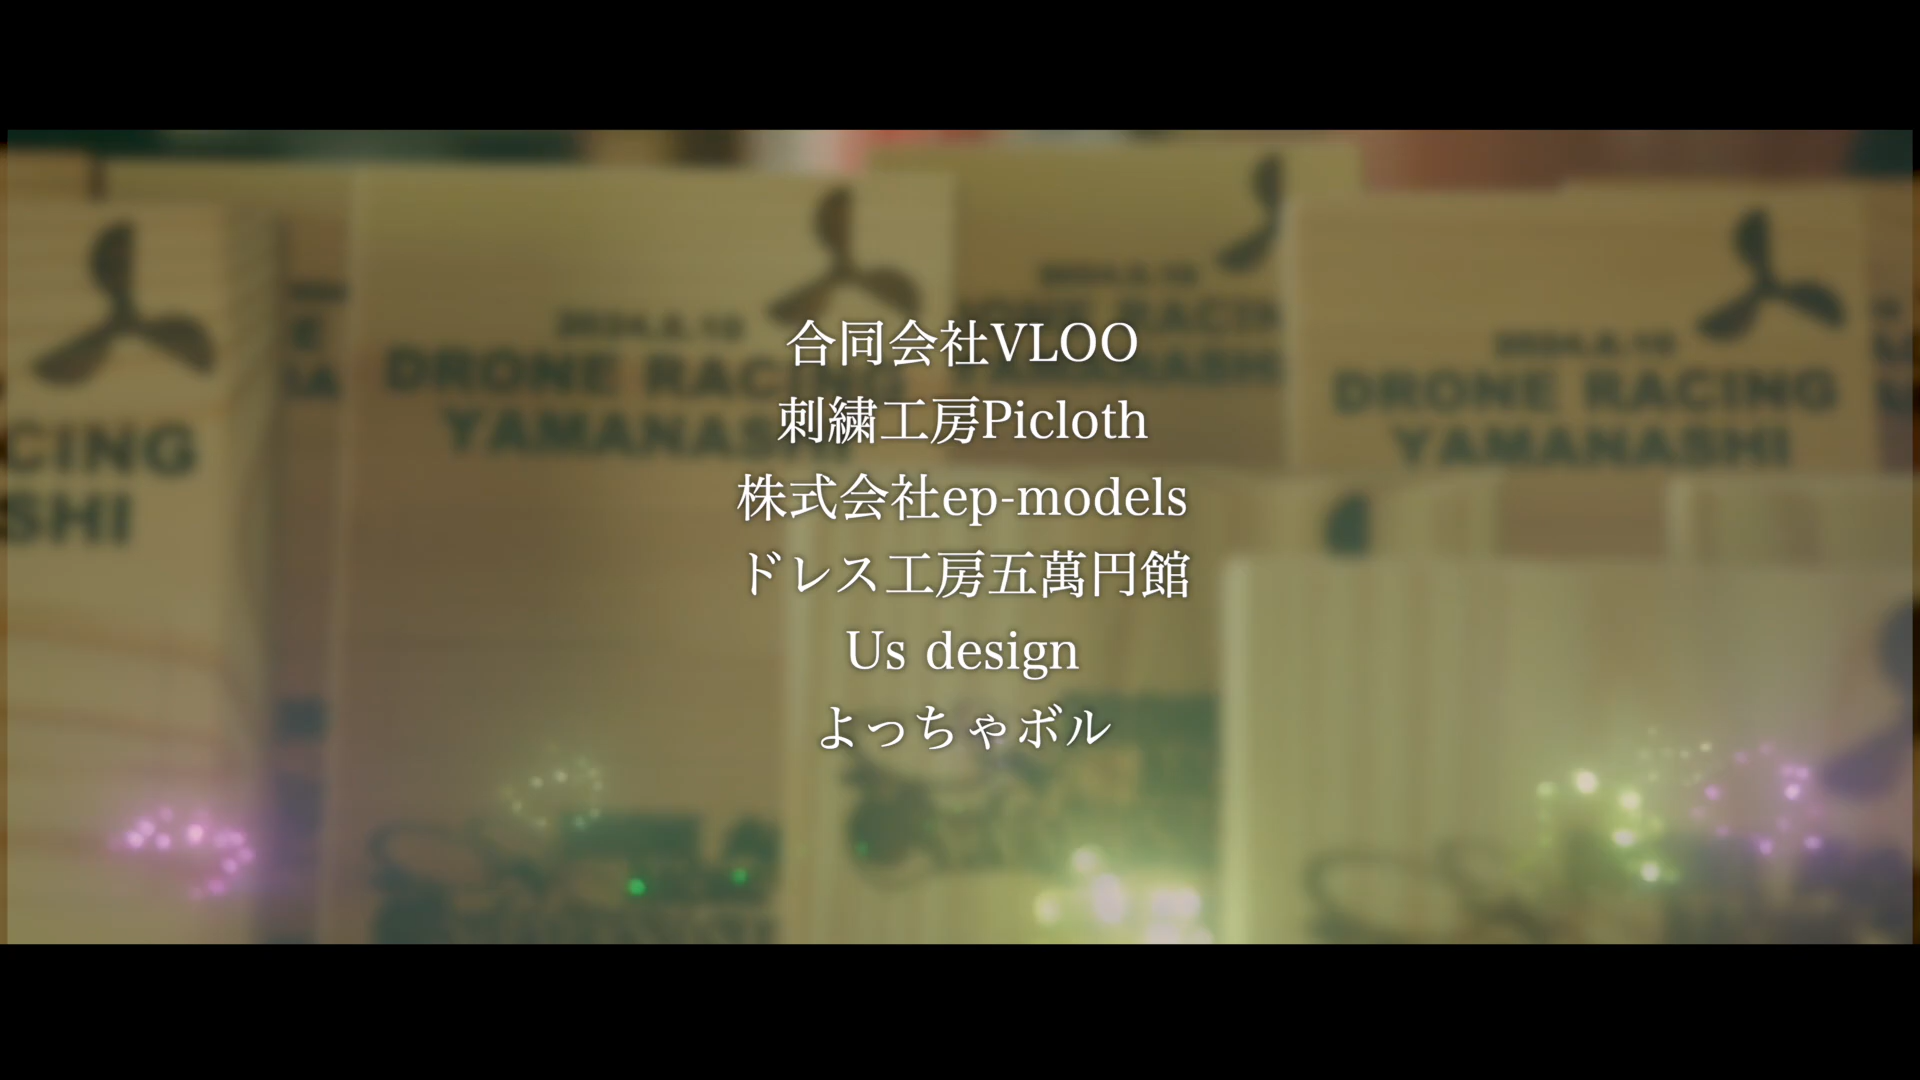 合同会社VLOO
刺繍工房Picloth
株式会社ep-models
ドレス工房五萬円館
Us design
よっちゃボル
DRONE RACING
YAMANASHI
DRONE RACING
YAMANASHI
CING
SHI